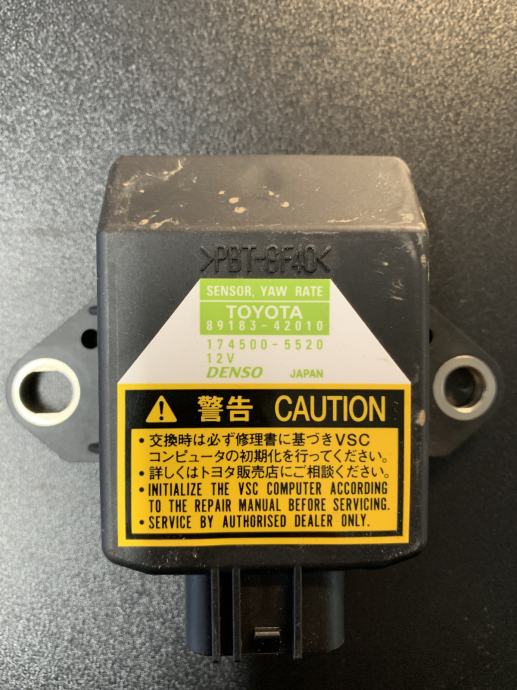 >PBT-GF40<
SENSOR, YAW RATE
TOYOTA
89183-42010
174500-5520
12V
DENSO JAPAN
警告 CAUTION
•交換時は必ず修理書に基づきVSC
コンピュータの初期化を行ってください。
•詳しくはトヨタ販売店にご相談ください。
•INITIALIZE THE VSC COMPUTER ACCORDING
TO THE REPAIR MANUAL BEFORE SERVICING.
•SERVICE BY AUTHORISED DEALER ONLY.